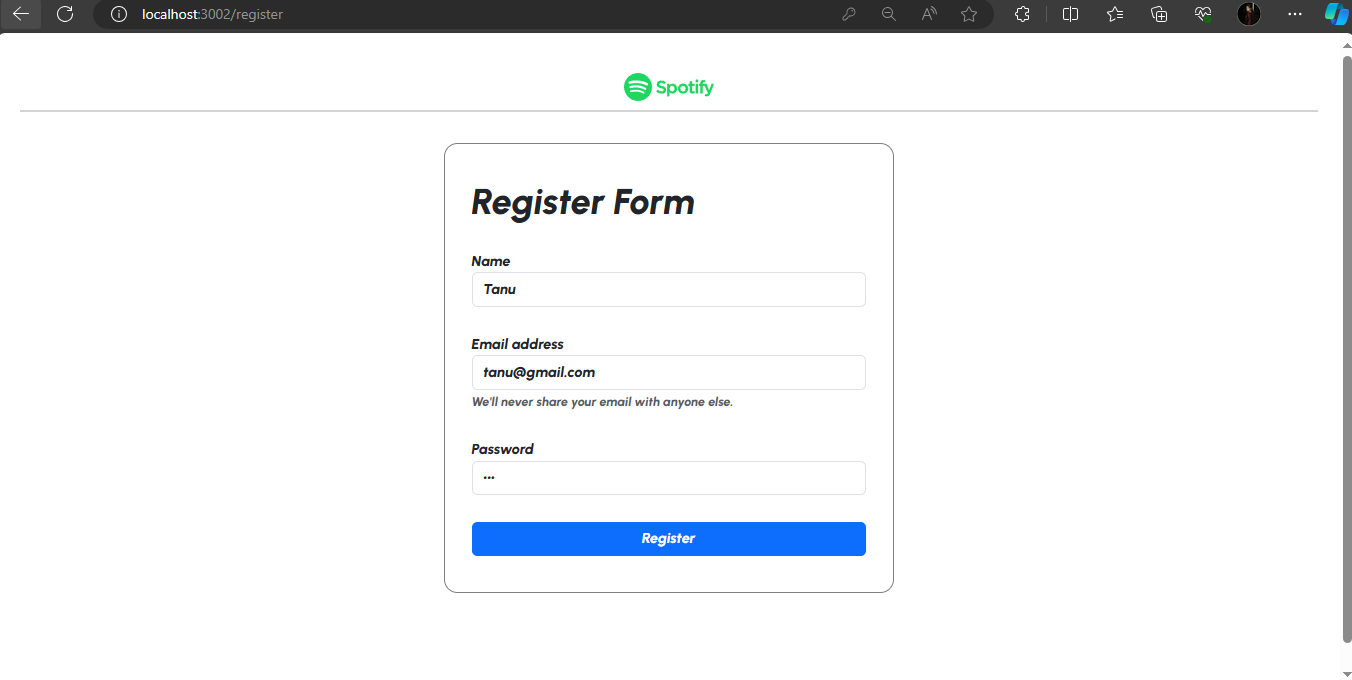 localhost:3002/register
Spotify
Register Form
Name
Tanu
Email address
tanu@gmail.com
We'll never share your email with anyone else.
Password
•••
Register